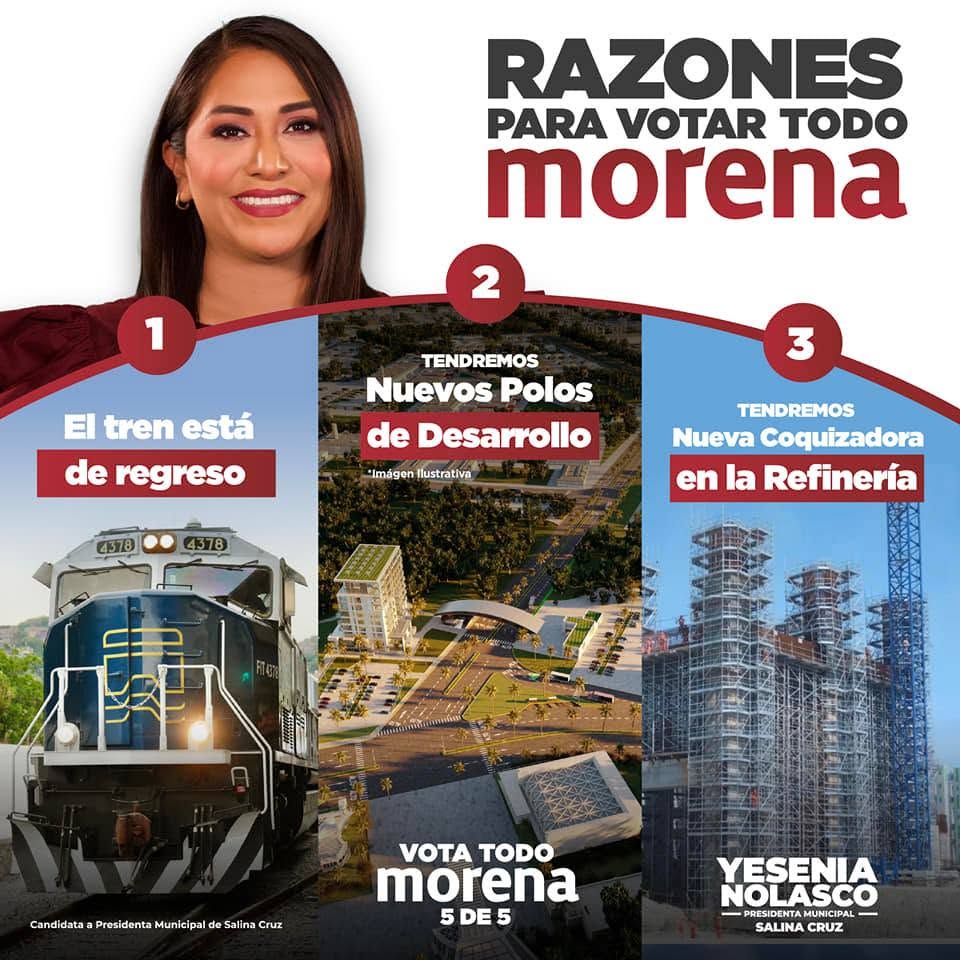 RAZONES
PARA VOTAR TODO
morena
1
2
3
El tren está
de regreso
TENDREMOS
Nuevos Polos
de Desarrollo
*Imágen Ilustrativa
TENDREMOS
Nueva Coquizadora
en la Refinería
4378
4378
FIT 4378
VOTA TODO
morena
5 DE 5
YESENIA
NOLASCO
PRESIDENTA MUNICIPAL
SALINA CRUZ
Candidata a Presidenta Municipal de Salina Cruz